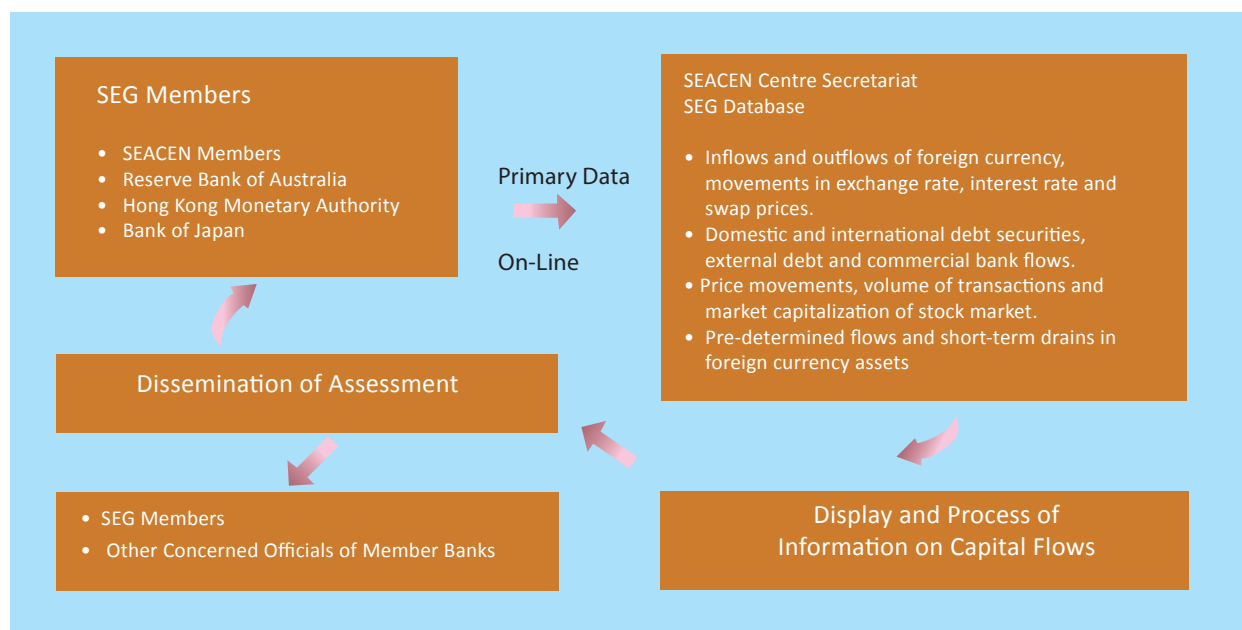 SEG Members
• SEACEN Members
• Reserve Bank of Australia
• Hong Kong Monetary Authority
• Bank of Japan
Primary Data
On-Line
SEACEN Centre Secretariat
SEG Database
• Inflows and outflows of foreign currency,
movements in exchange rate, interest rate and
swap prices.
• Domestic and international debt securities,
external debt and commercial bank flows.
• Price movements, volume of transactions and
market capitalization of stock market.
• Pre-determined flows and short-term drains in
foreign currency assets
Dissemination of Assessment
• SEG Members
• Other Concerned Officials of Member Banks
Display and Process of
Information on Capital Flows